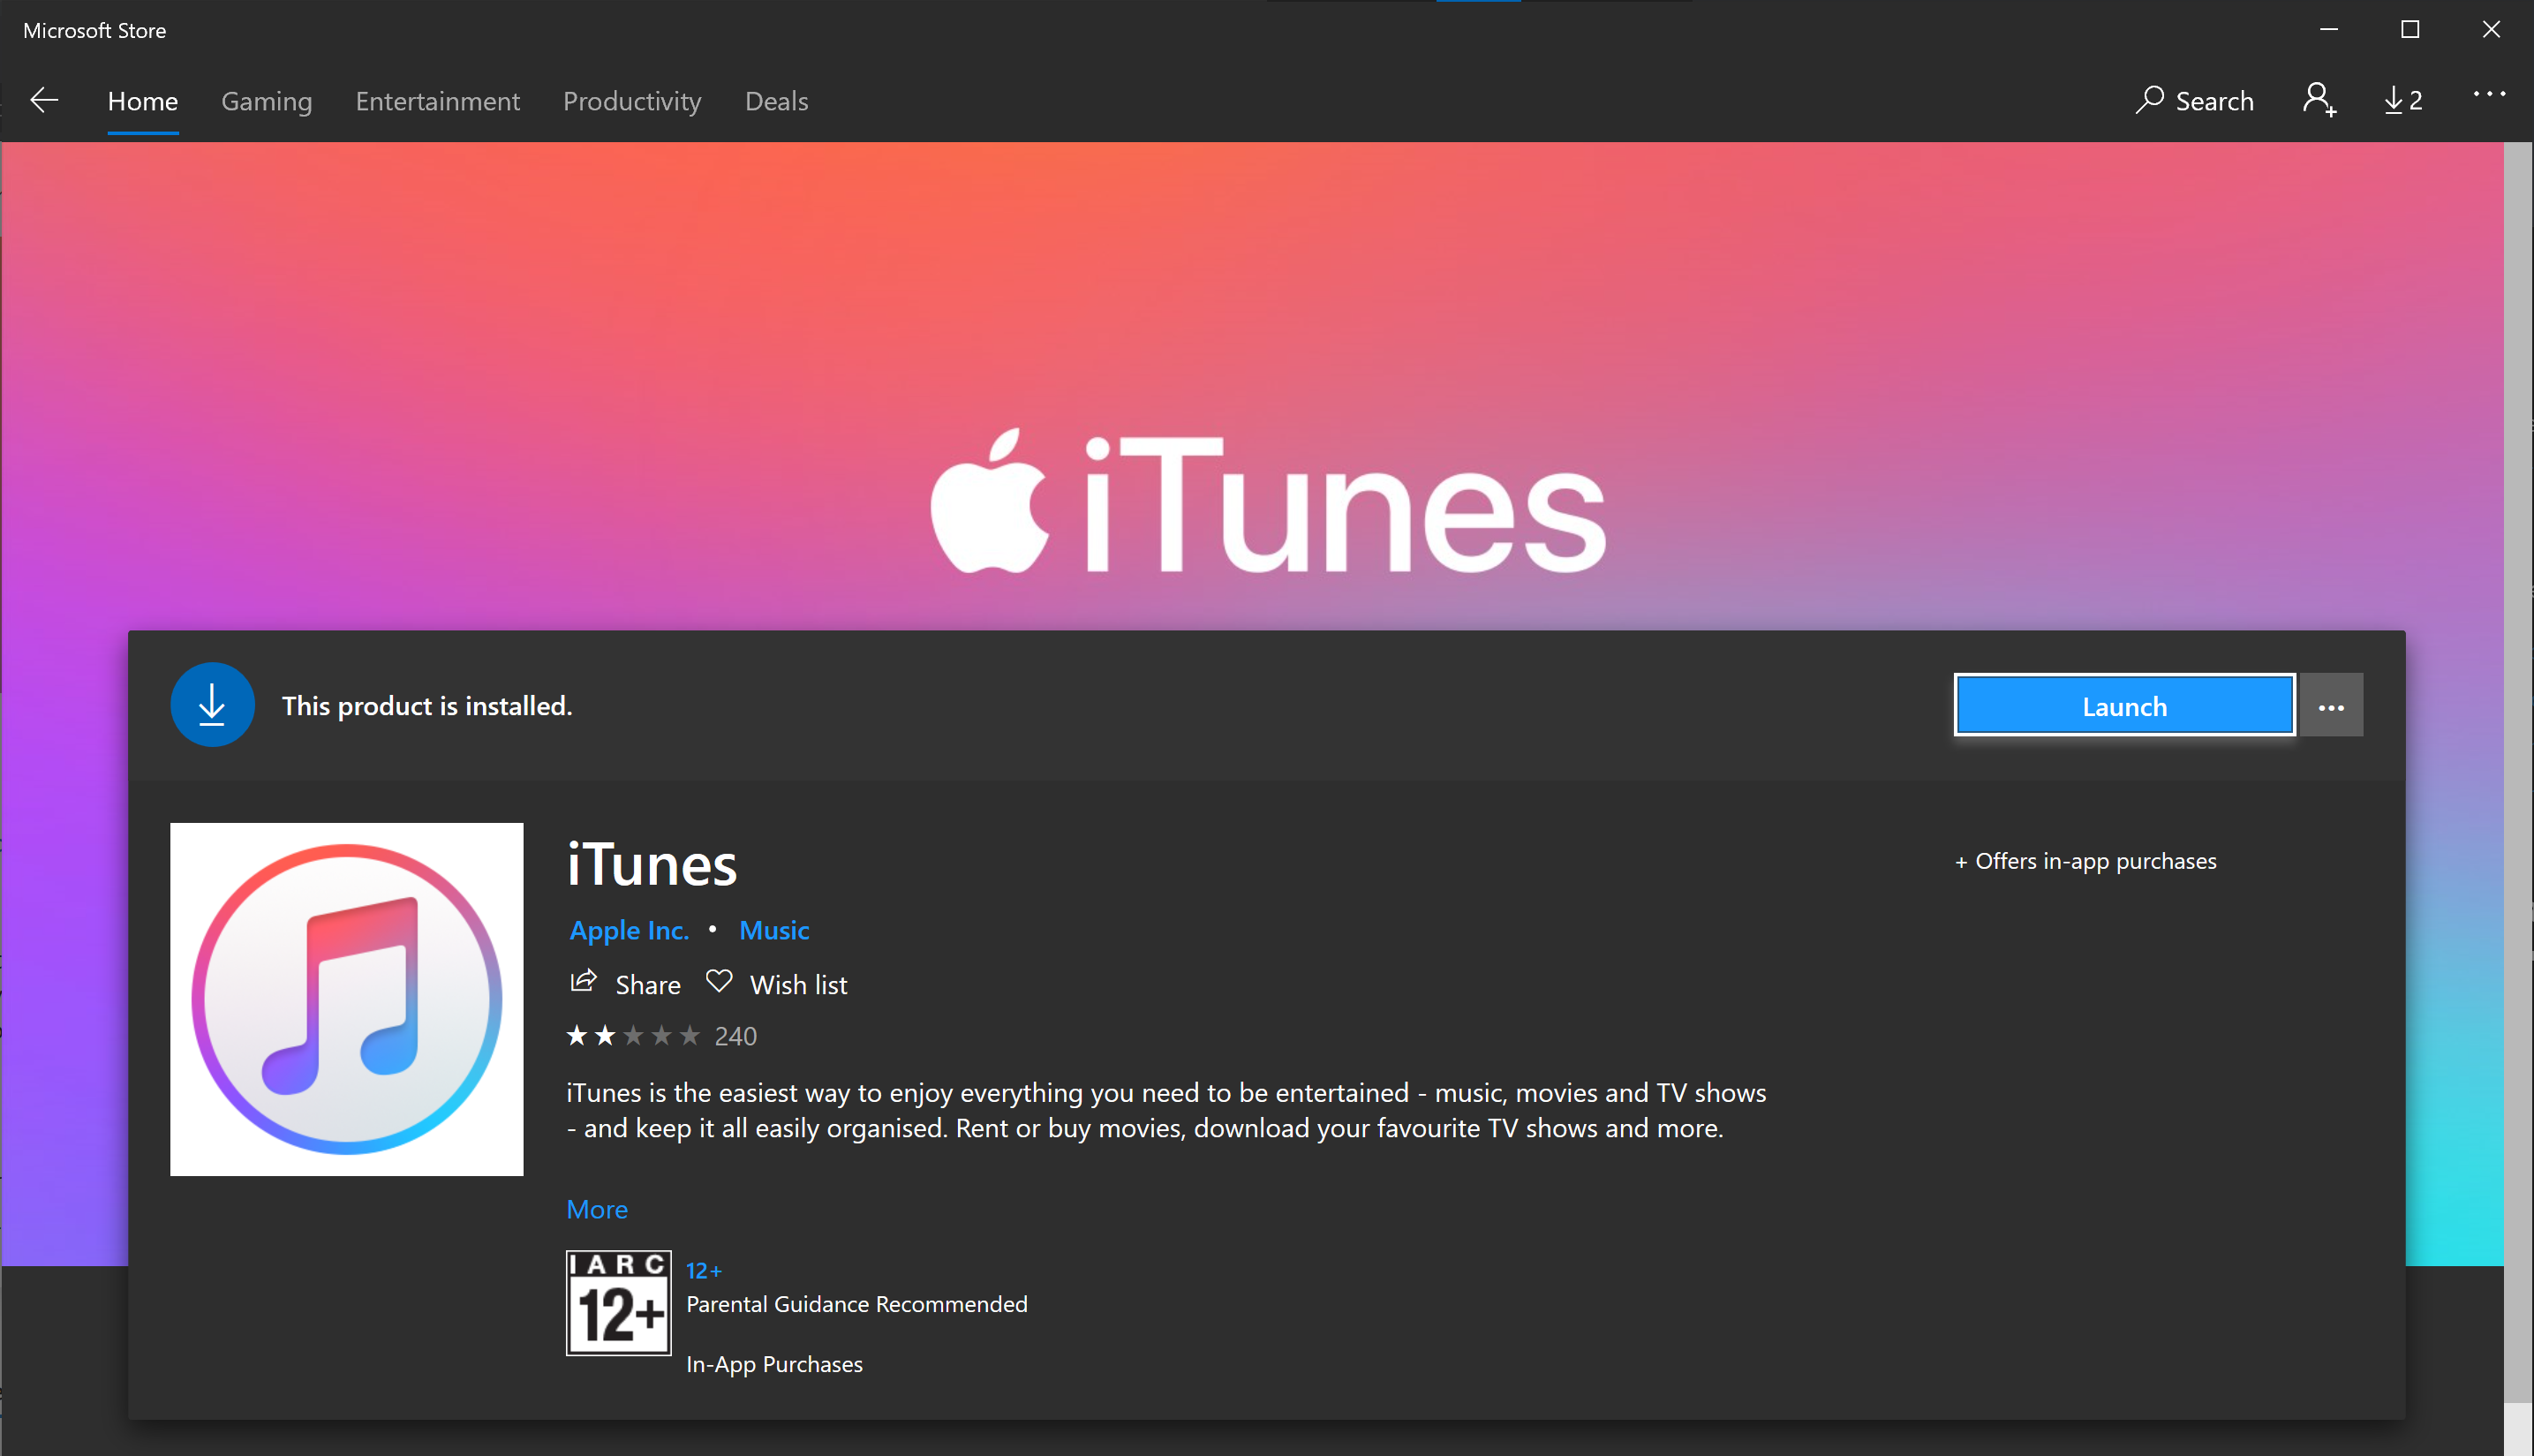 Microsoft Store
Home Gaming Entertainment Productivity Deals Search 2
iTunes
This product is installed. Launch
iTunes
+ Offers in-app purchases
Apple Inc. • Music
Share Wish list
240
iTunes is the easiest way to enjoy everything you need to be entertained - music, movies and TV shows
- and keep it all easily organised. Rent or buy movies, download your favourite TV shows and more.
More
IARC
12+
12+
Parental Guidance Recommended
In-App Purchases